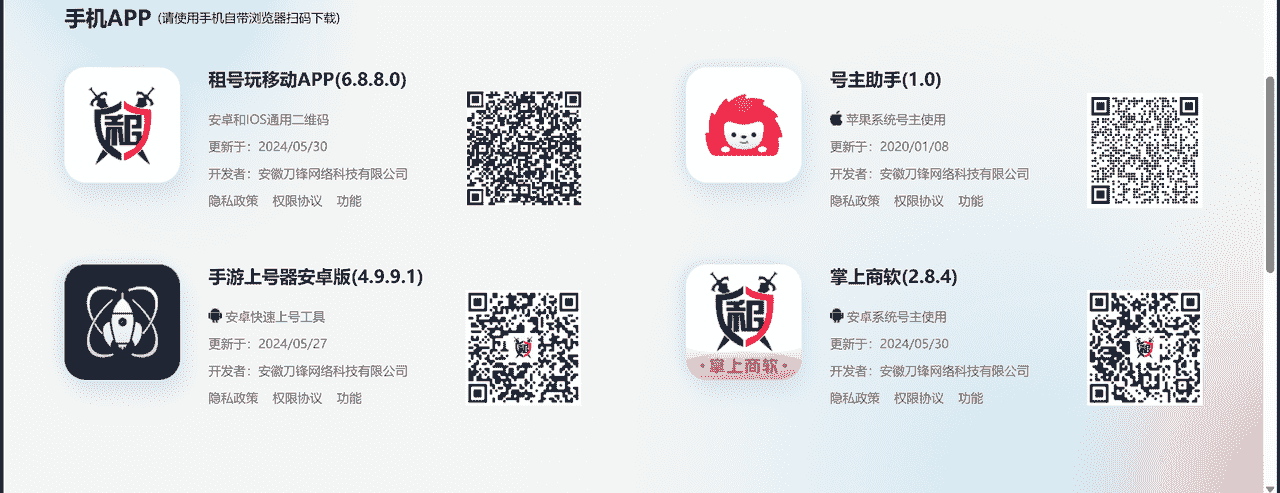 手机APP (请使用手机自带浏览器扫码下载)
租
租号玩移动APP(6.8.8.0)
安卓和IOS通用二维码
更新于：2024/05/30
开发者：安徽刀锋网络科技有限公司
隐私政策 权限协议 功能
号主助手(1.0)
苹果系统号主使用
更新于：2020/01/08
开发者：安徽刀锋网络科技有限公司
隐私政策 权限协议 功能
手游上号器安卓版(4.9.9.1)
安卓快速上号工具
更新于：2024/05/27
开发者：安徽刀锋网络科技有限公司
隐私政策 权限协议 功能
租
租
·掌上商软·
掌上商软(2.8.4)
安卓系统号主使用
更新于：2024/05/30
开发者：安徽刀锋网络科技有限公司
隐私政策 权限协议 功能
租